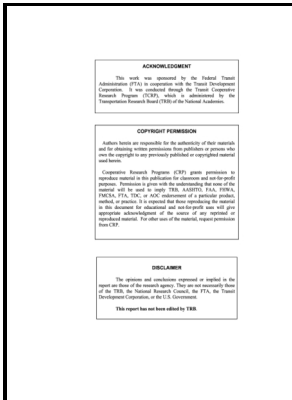 ACKNOWLEDGMENT
This work was sponsored by the Federal Transit
Administration (FTA) in cooperation with the Transit Development
Corporation. It was conducted through the Transit Cooperative
Research Program (TCRP), which is administered by the
Transportation Research Board (TRB) of the National Academies.
COPYRIGHT PERMISSION
Authors herein are responsible for the authenticity of their materials
and for obtaining written permissions from publishers or persons who
own the copyright to any previously published or copyrighted material
used herein.
Cooperative Research Programs (CRP) grants permission to
reproduce material in this publication for classroom and not-for-profit
purposes. Permission is given with the understanding that none of the
material will be used to imply TRB, AASHTO, FAA, FHWA,
FMCSA, FTA, TDC, or AOC endorsement of a particular product,
method, or practice. It is expected that those reproducing the material
in this document for educational and not-for-profit uses will give
appropriate acknowledgment of the source of any reprinted or
reproduced material. For other uses of the material, request permission
from CRP.
DISCLAIMER
The opinions and conclusions expressed or implied in the
report are those of the research agency. They are not necessarily those
of the TRB, the National Research Council, the FTA, the Transit
Development Corporation, or the U.S. Government.
This report has not been edited by TRB.